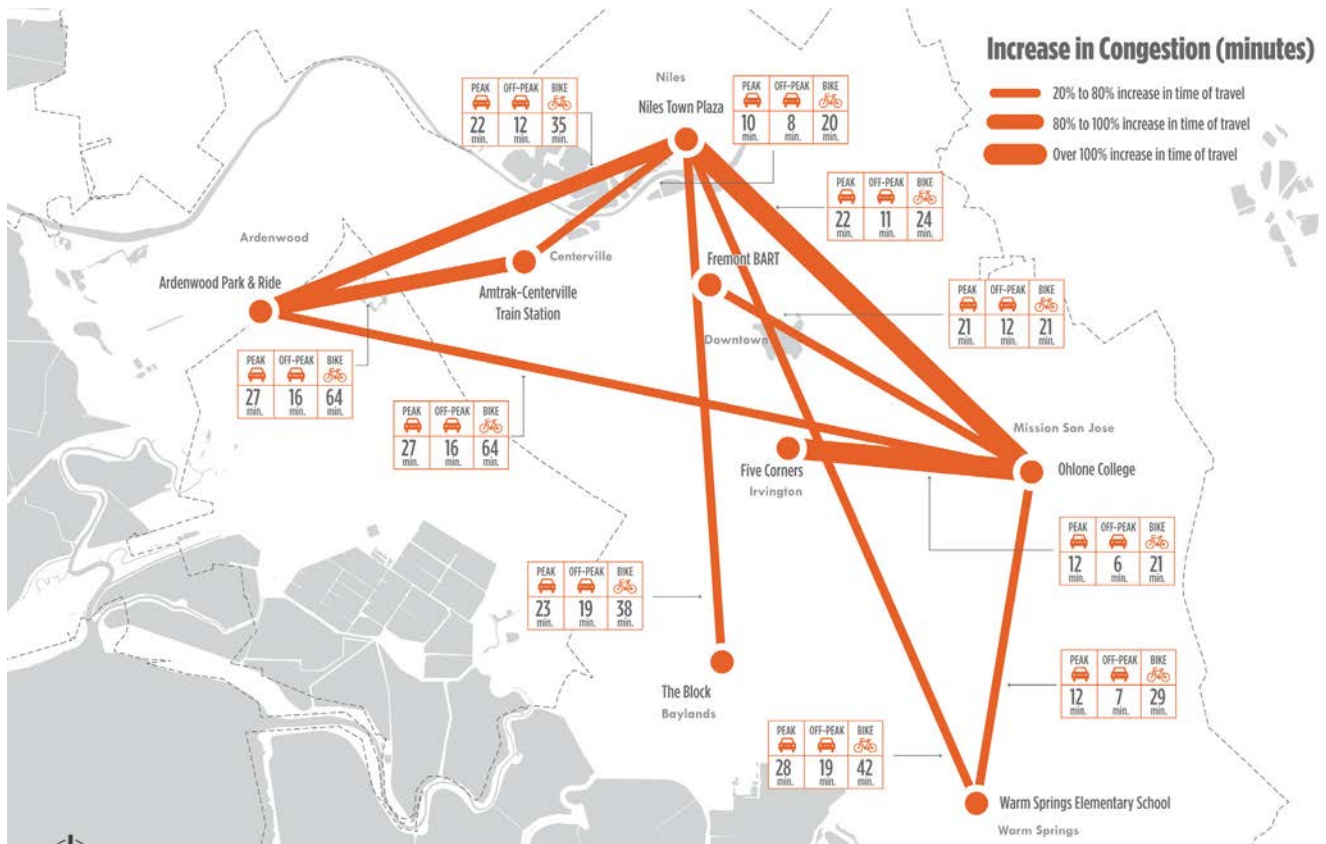 Increase in Congestion (minutes)
20% to 80% increase in time of travel
80% to 100% increase in time of travel
Over 100% increase in time of travel
Niles
Niles Town Plaza
PEAK OFF-PEAK BIKE
22 12 35
min. min. min.
PEAK OFF-PEAK BIKE
10 8 20
min. min. min.
PEAK OFF-PEAK BIKE
22 11 24
min. min. min.
Ardenwood
Ardenwood Park & Ride
Centerville
Amtrak-Centerville
Train Station
Fremont BART
Downtown
PEAK OFF-PEAK BIKE
21 12 21
min. min. min.
PEAK OFF-PEAK BIKE
27 16 64
min. min. min.
PEAK OFF-PEAK BIKE
27 16 64
min. min. min.
Mission San Jose
Ohlone College
Five Corners
Irvington
PEAK OFF-PEAK BIKE
12 6 21
min. min. min.
PEAK OFF-PEAK BIKE
23 19 38
min. min. min.
The Block
Baylands
PEAK OFF-PEAK BIKE
12 7 29
min. min. min.
PEAK OFF-PEAK BIKE
28 19 42
min. min. min.
Warm Springs Elementary School
Warm Springs